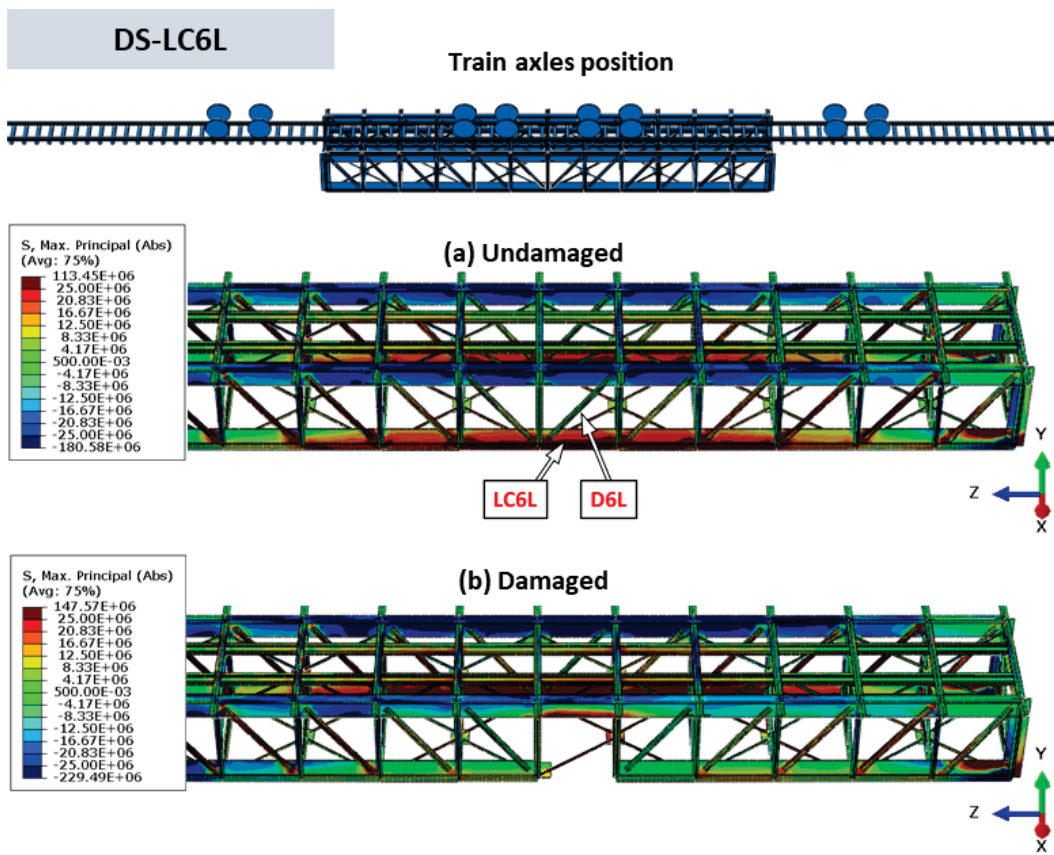 DS-LC6L
Train axles position
(a) Undamaged
S, Max. Principal (Abs)
(Avg: 75%)
113.45E+06
25.00E+06
20.83E+06
16.67E+06
12.50E+06
8.33E+06
4.17E+06
500.00E-03
-4.17E+06
-8.33E+06
-12.50E+06
-16.67E+06
-20.83E+06
-25.00E+06
-180.58E+06
LC6L
D6L
Y
Z
X
(b) Damaged
S, Max. Principal (Abs)
(Avg: 75%)
147.57E+06
25.00E+06
20.83E+06
16.67E+06
12.50E+06
8.33E+06
4.17E+06
500.00E-03
-4.17E+06
-8.33E+06
-12.50E+06
-16.67E+06
-20.83E+06
-25.00E+06
-229.49E+06
Y
Z
X